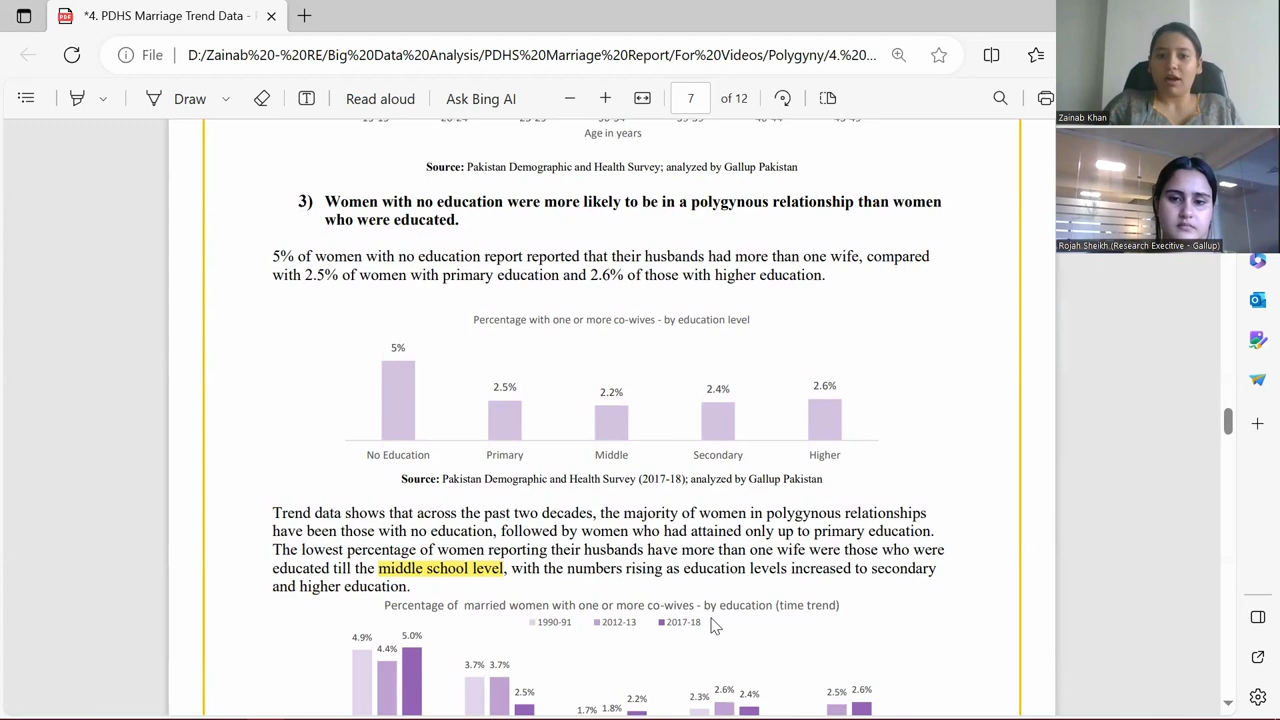 *4. PDHS Marriage Trend Data -
File
D:/Zainab%20-%20RE/Big%20Data%20Analysis/PDHS%20Marriage%20Report/For%20Videos/Polygyny/4.%20...
Draw
Read aloud
Ask Bing AI
7
of 12
Zainab Khan
Rojah Sheikh (Research Execitive - Gallup)
Age in years
Source: Pakistan Demographic and Health Survey; analyzed by Gallup Pakistan
3) Women with no education were more likely to be in a polygynous relationship than women
who were educated.
5% of women with no education report reported that their husbands had more than one wife, compared
with 2.5% of women with primary education and 2.6% of those with higher education.
Percentage with one or more co-wives - by education level
5%
2.5%
2.2%
2.4%
2.6%
No Education
Primary
Middle
Secondary
Higher
Source: Pakistan Demographic and Health Survey (2017-18); analyzed by Gallup Pakistan
Trend data shows that across the past two decades, the majority of women in polygynous relationships
have been those with no education, followed by women who had attained only up to primary education.
The lowest percentage of women reporting their husbands have more than one wife were those who were
educated till the middle school level, with the numbers rising as education levels increased to secondary
and higher education.
Percentage of married women with one or more co-wives - by education (time trend)
1990-91 2012-13 2017-18
4.9% 4.4% 5.0%
3.7% 3.7% 2.5%
1.7% 1.8% 2.2%
2.3% 2.6% 2.4%
2.5% 2.6%